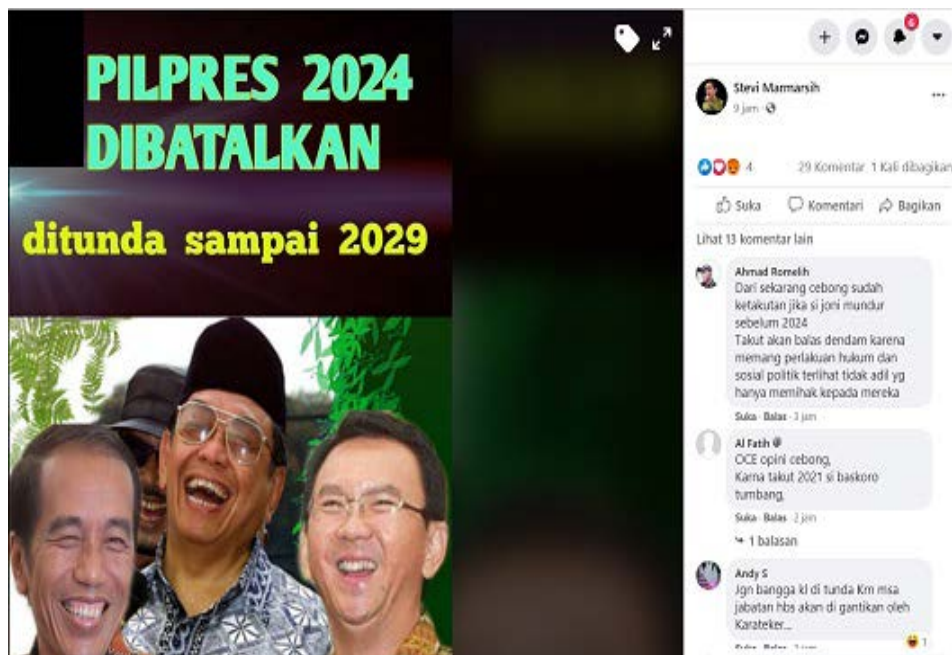 PILPRES 2024
DIBATALKAN
ditunda sampai 2029
6
Stevi Marmarsih
9 jam
4
29 Komentar 1 Kali dibagikan
Suka
Komentari
Bagikan
Lihat 13 komentar lain
Ahmad Romelih
Dari sekarang cebong sudah
ketakutan jika si joni mundur
sebelum 2024
Takut akan balas dendam karena
memang perlakuan hukum dan
sosial politik terlihat tidak adil yg
hanya memihak kepada mereka
Suka · Balas · 3 jam
Al Fatih
OCE opini cebong,
Karna takut 2021 si baskoro
tumbang,
Suka · Balas · 2 jam
1 balasan
Andy S
Jgn bangga kl di tunda Krn msa
jabatan hbs akan di gantikan oleh
Karateker...
1